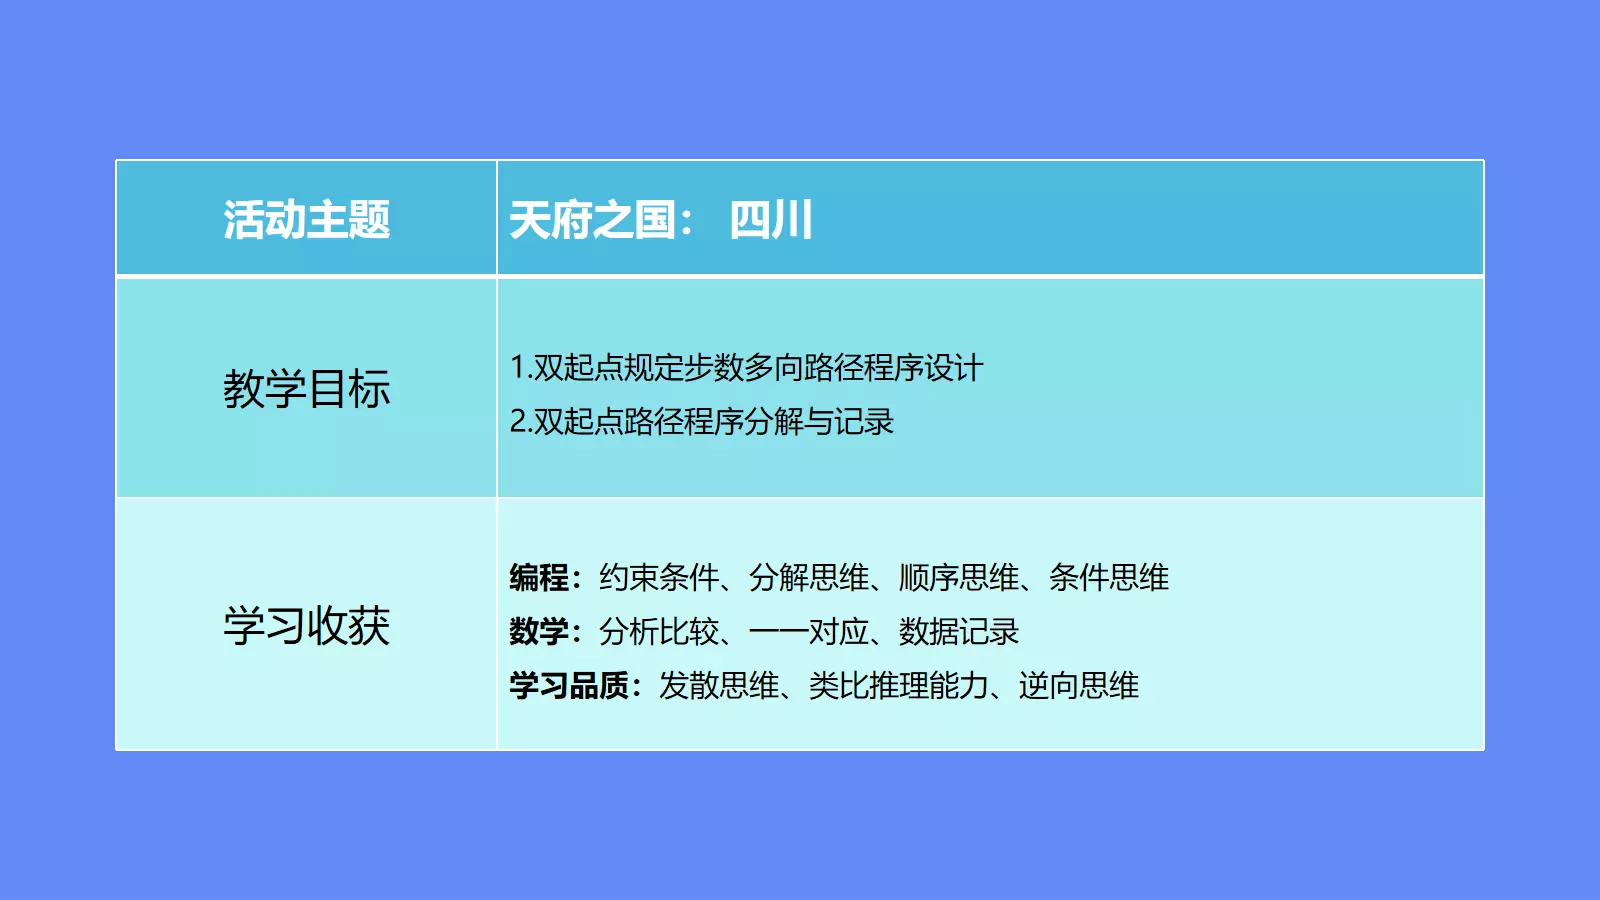 活动主题
天府之国： 四川
教学目标
1.双起点规定步数多向路径程序设计
2.双起点路径程序分解与记录
学习收获
编程：约束条件、分解思维、顺序思维、条件思维
数学：分析比较、一一对应、数据记录
学习品质：发散思维、类比推理能力、逆向思维